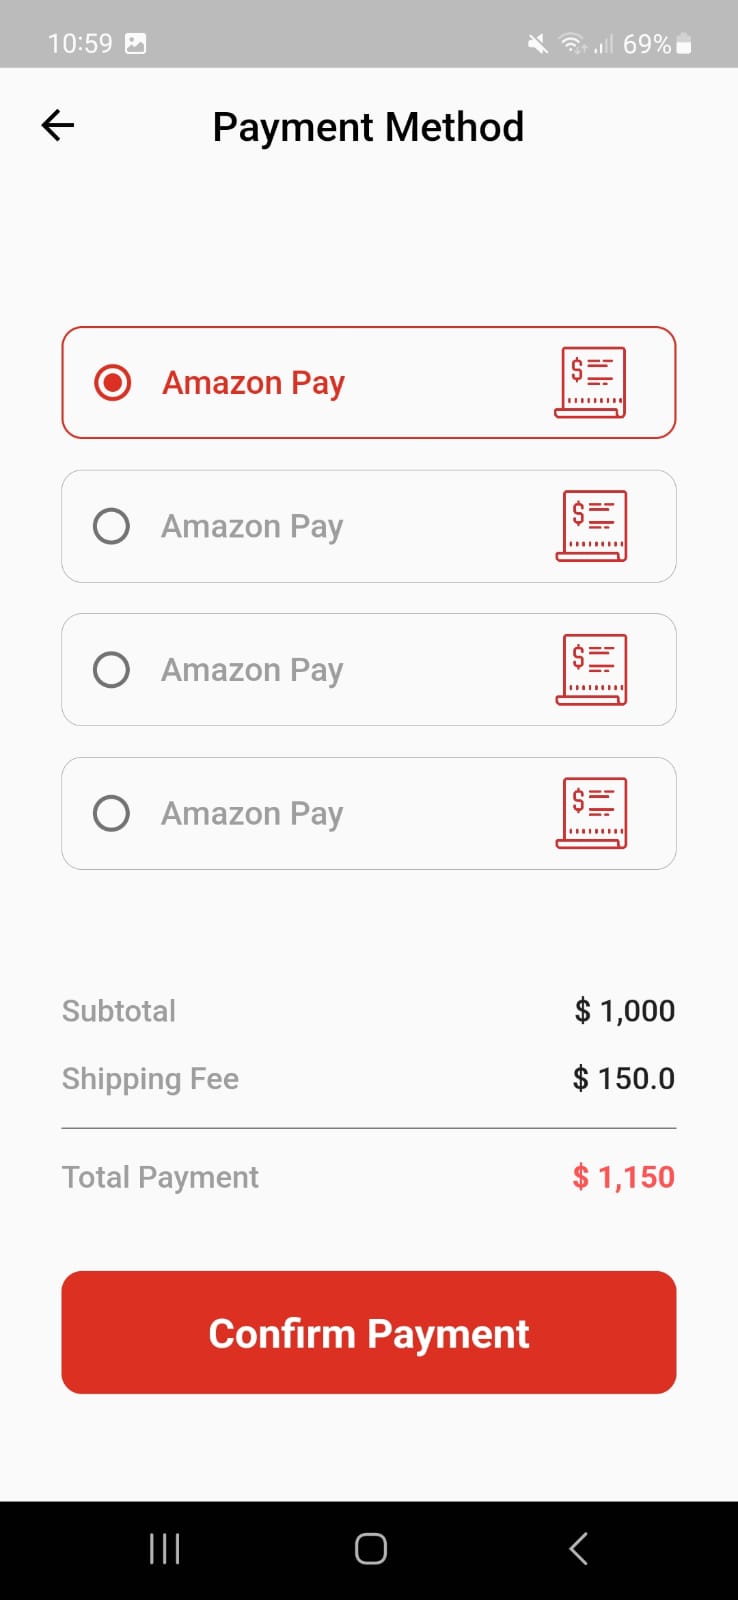 10:59 69%
Payment Method
Amazon Pay $
Amazon Pay $
Amazon Pay $
Amazon Pay $
Subtotal $ 1,000
Shipping Fee $ 150.0
Total Payment $ 1,150
Confirm Payment